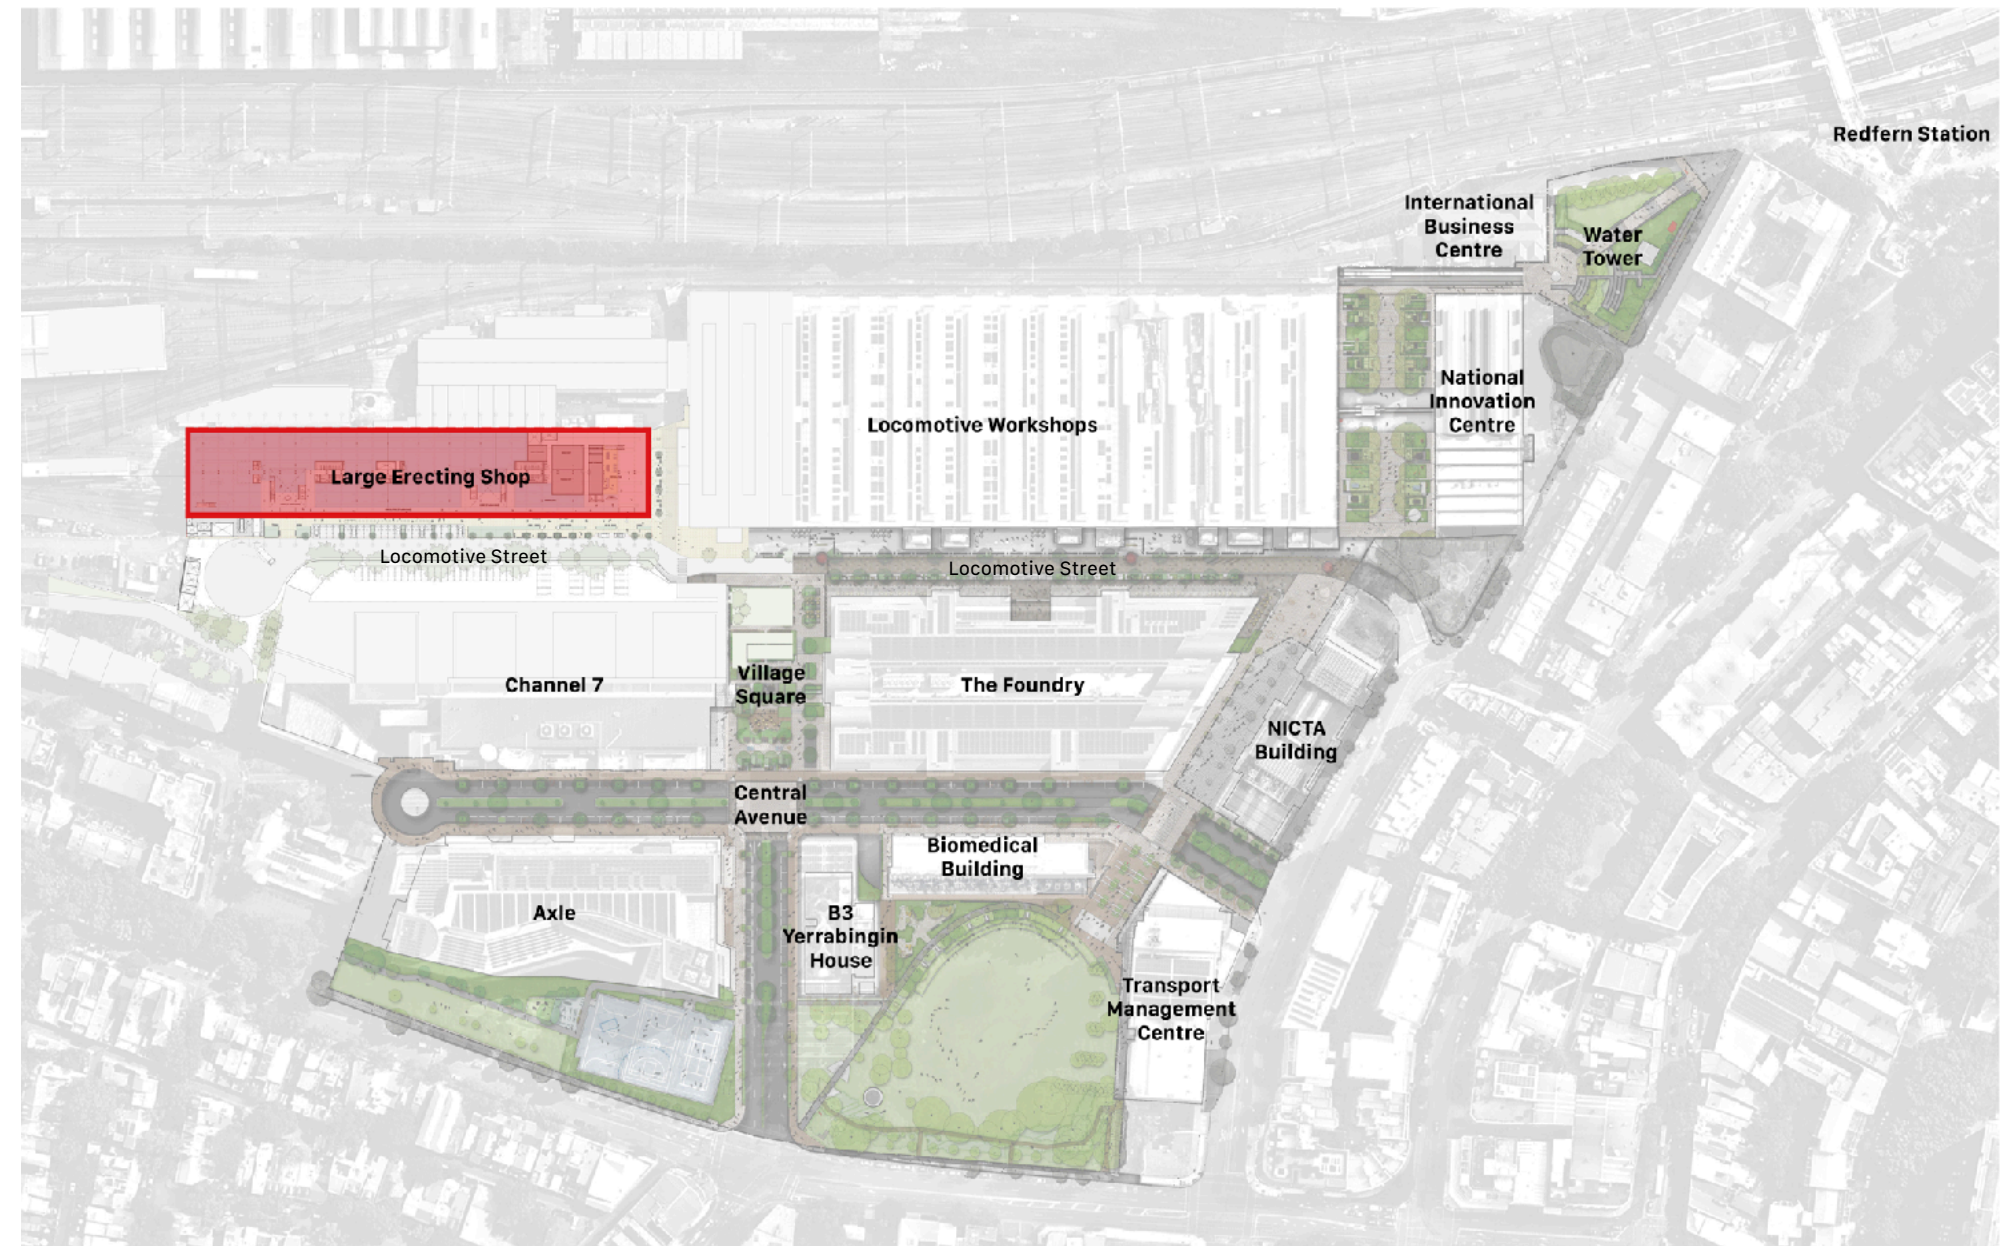 Redfern Station
International
Business
Centre
Water
Tower
National
Innovation
Centre
Locomotive Workshops
Large Erecting Shop
Locomotive Street
Locomotive Street
Channel 7
Village
Square
The Foundry
NICTA
Building
Central
Avenue
Biomedical
Building
Axle
B3
Yerrabingin
House
Transport
Management
Centre